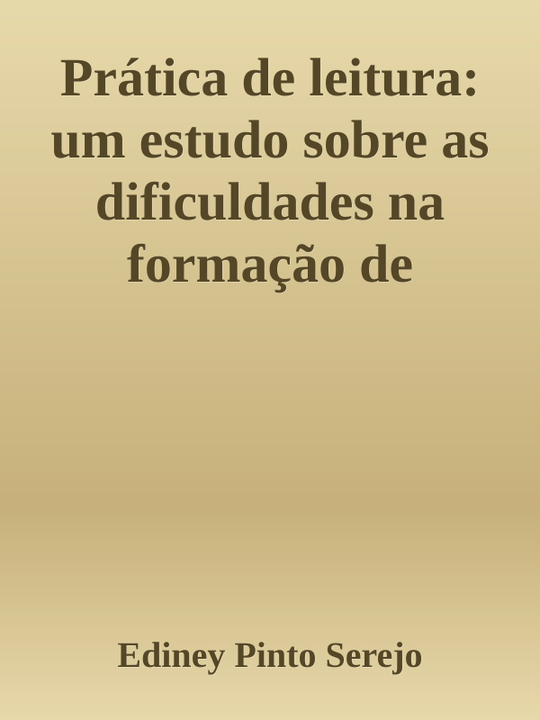 Prática de leitura:
um estudo sobre as
dificuldades na
formação de
Ediney Pinto Serejo